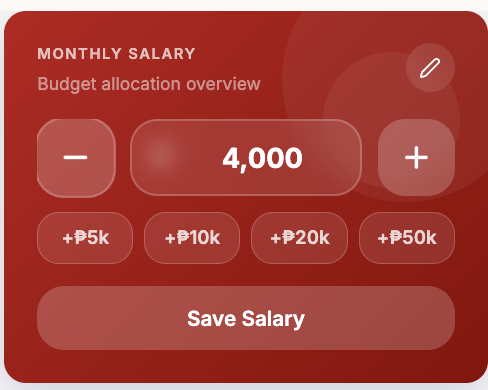 MONTHLY SALARY
Budget allocation overview
− 4,000 +
+₱5k +₱10k +₱20k +₱50k
Save Salary